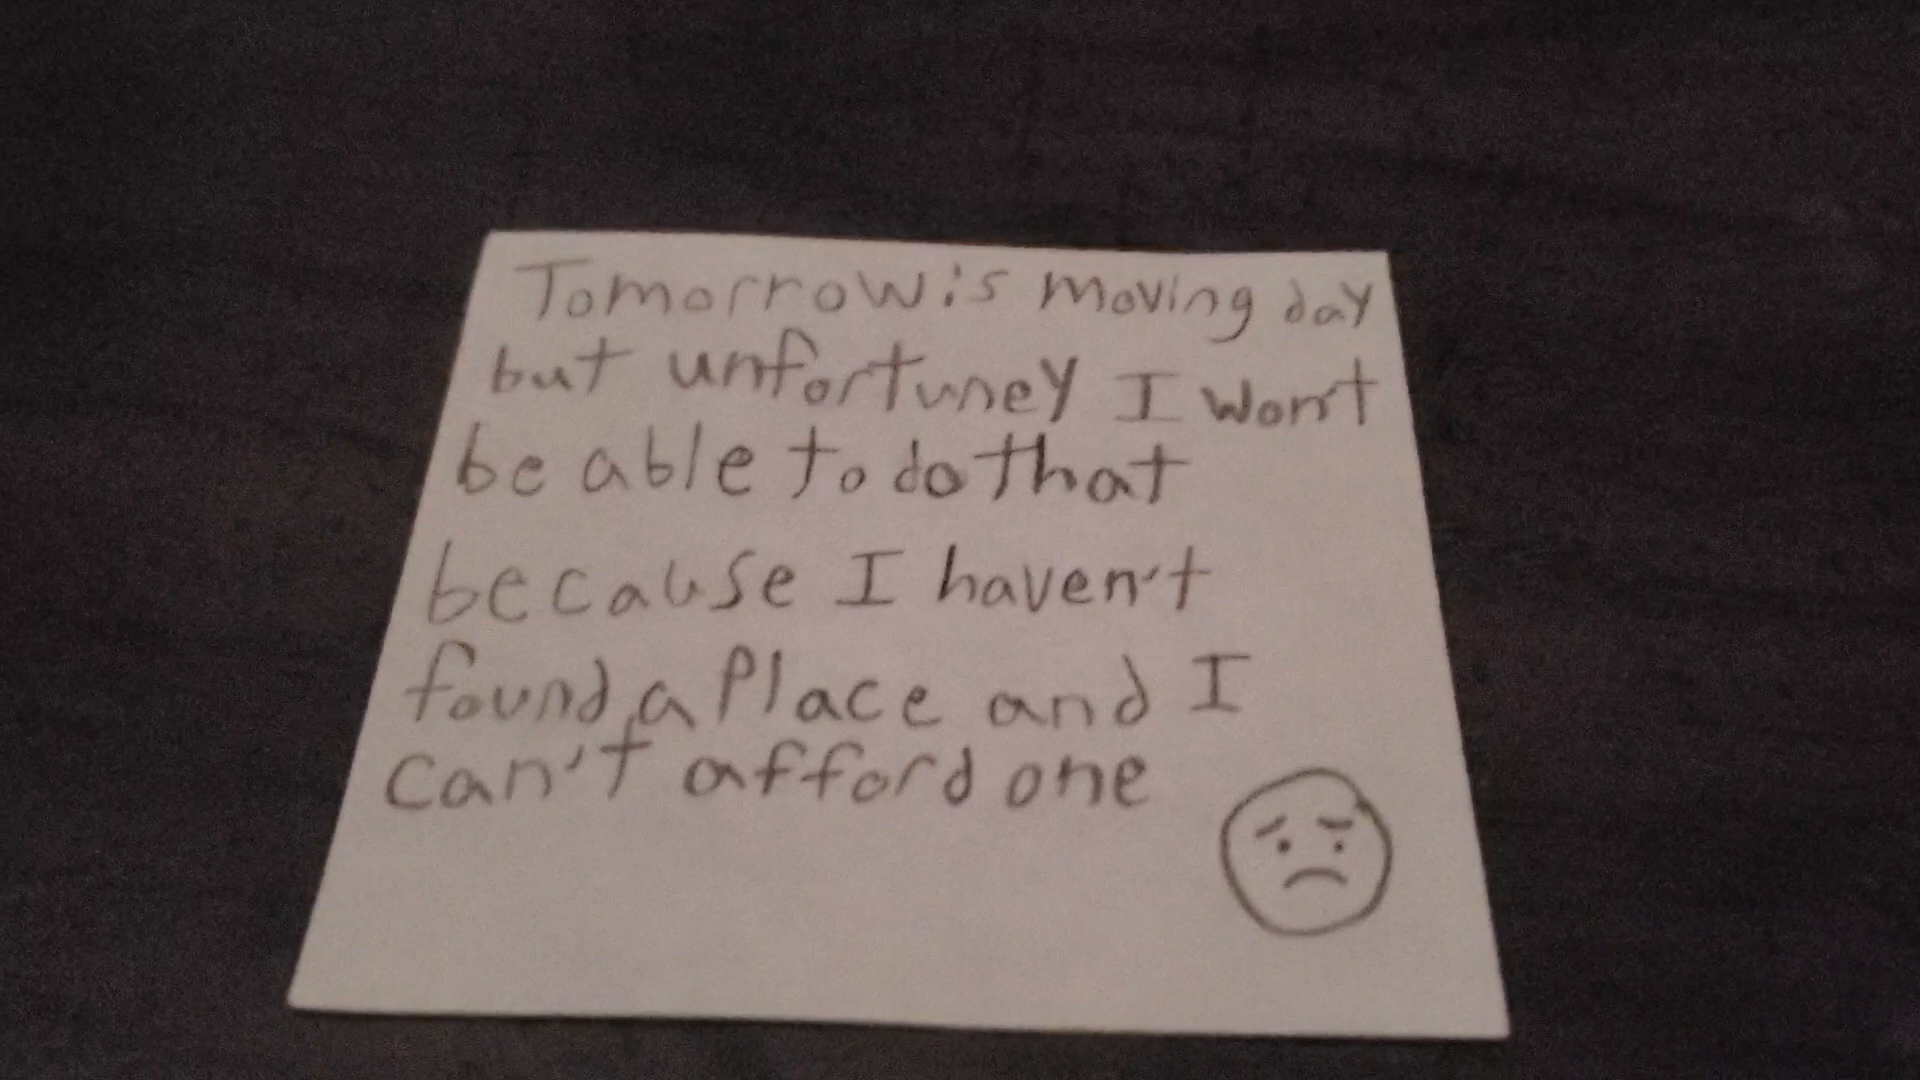 Tomorrow is moving day
but unfortuney I won't
be able to do that
because I haven't
found a place and I
can't afford one